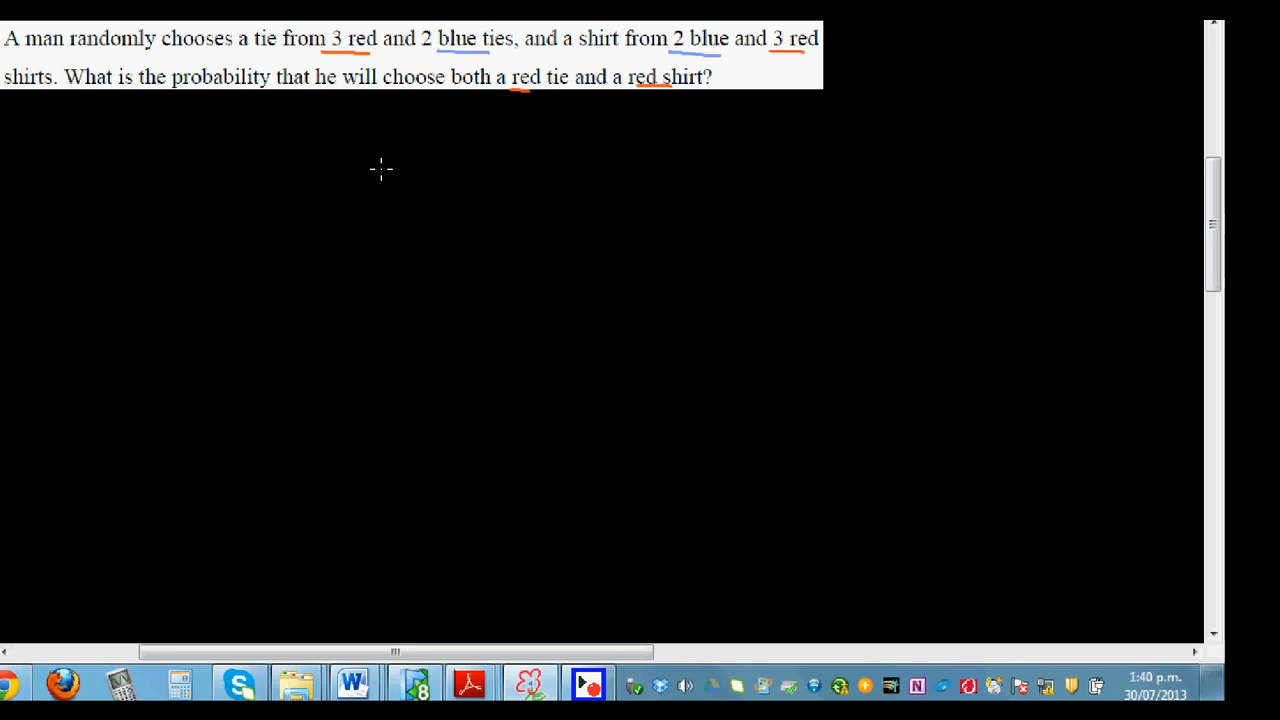 A man randomly chooses a tie from 3 red and 2 blue ties, and a shirt from 2 blue and 3 red
shirts. What is the probability that he will choose both a red tie and a red shirt?
1:40 p.m.
30/07/2013